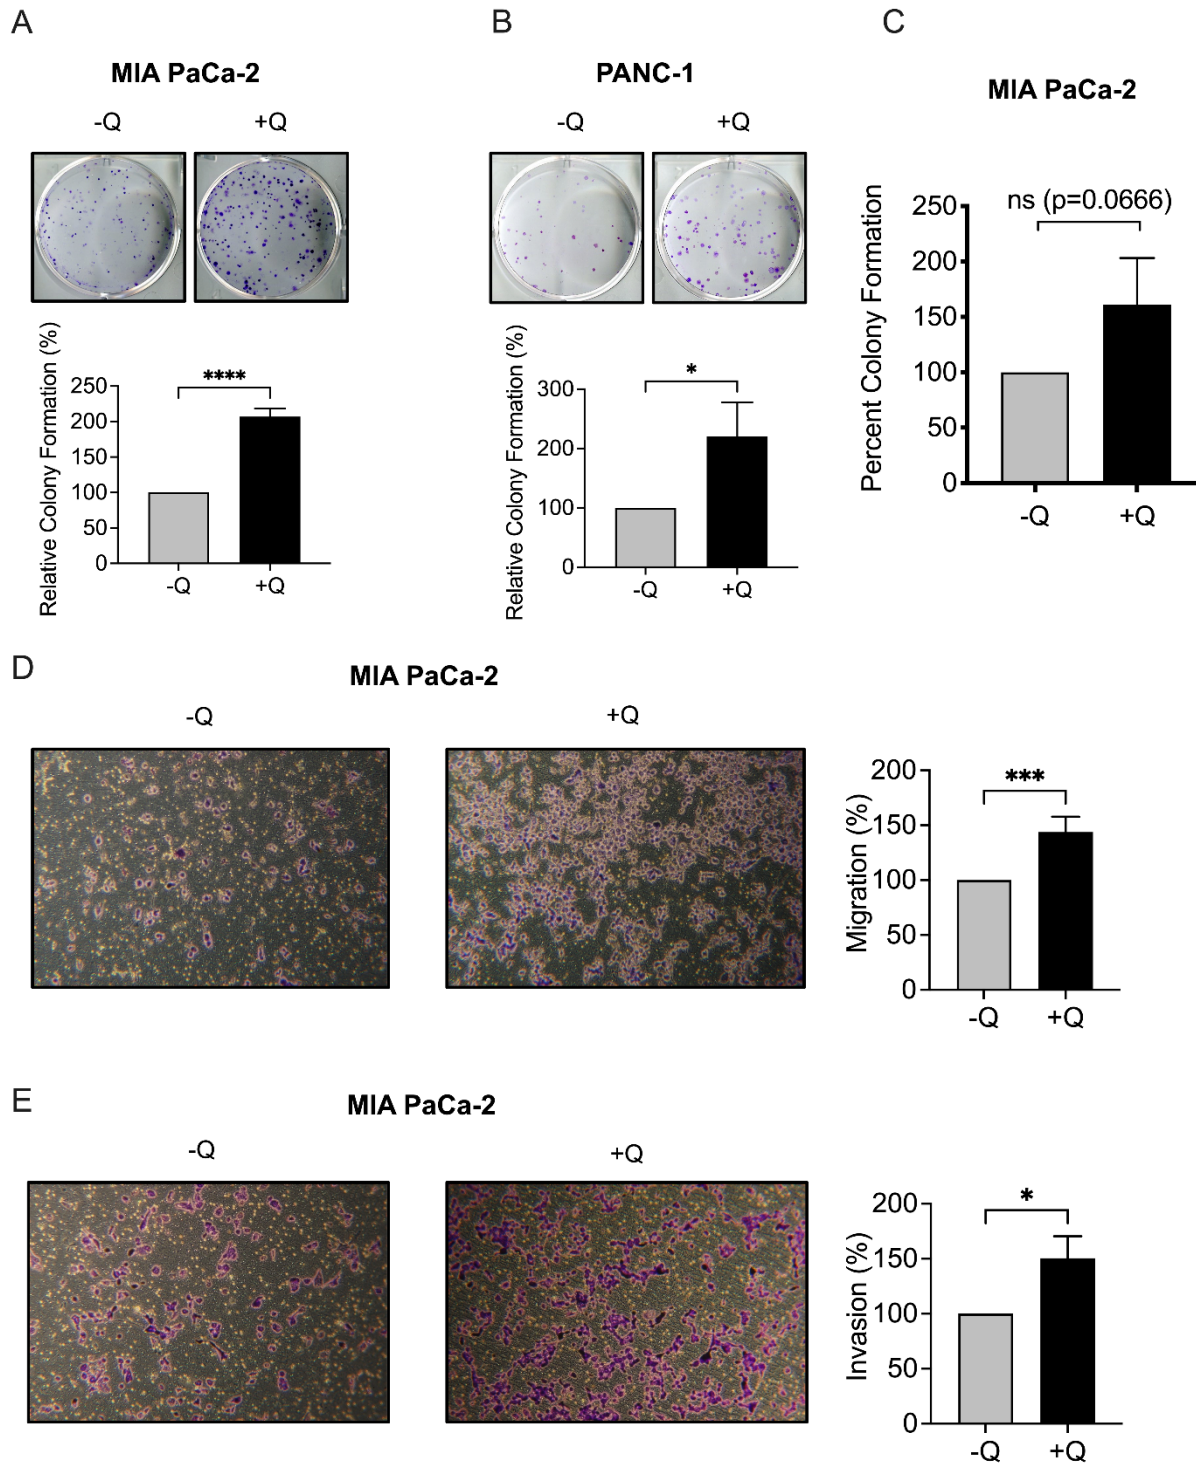 A
MIA PaCa-2
-Q
+Q
Relative Colony Formation (%)
250
200
150
100
50
0
****
-Q
+Q
B
PANC-1
-Q
+Q
Relative Colony Formation (%)
300
200
100
0
*
-Q
+Q
C
MIA PaCa-2
Percent Colony Formation
250
200
150
100
50
0
ns (p=0.0666)
-Q
+Q
D
MIA PaCa-2
-Q
+Q
Migration (%)
200
150
100
50
0
***
-Q
+Q
E
MIA PaCa-2
-Q
+Q
Invasion (%)
200
150
100
50
0
*
-Q
+Q